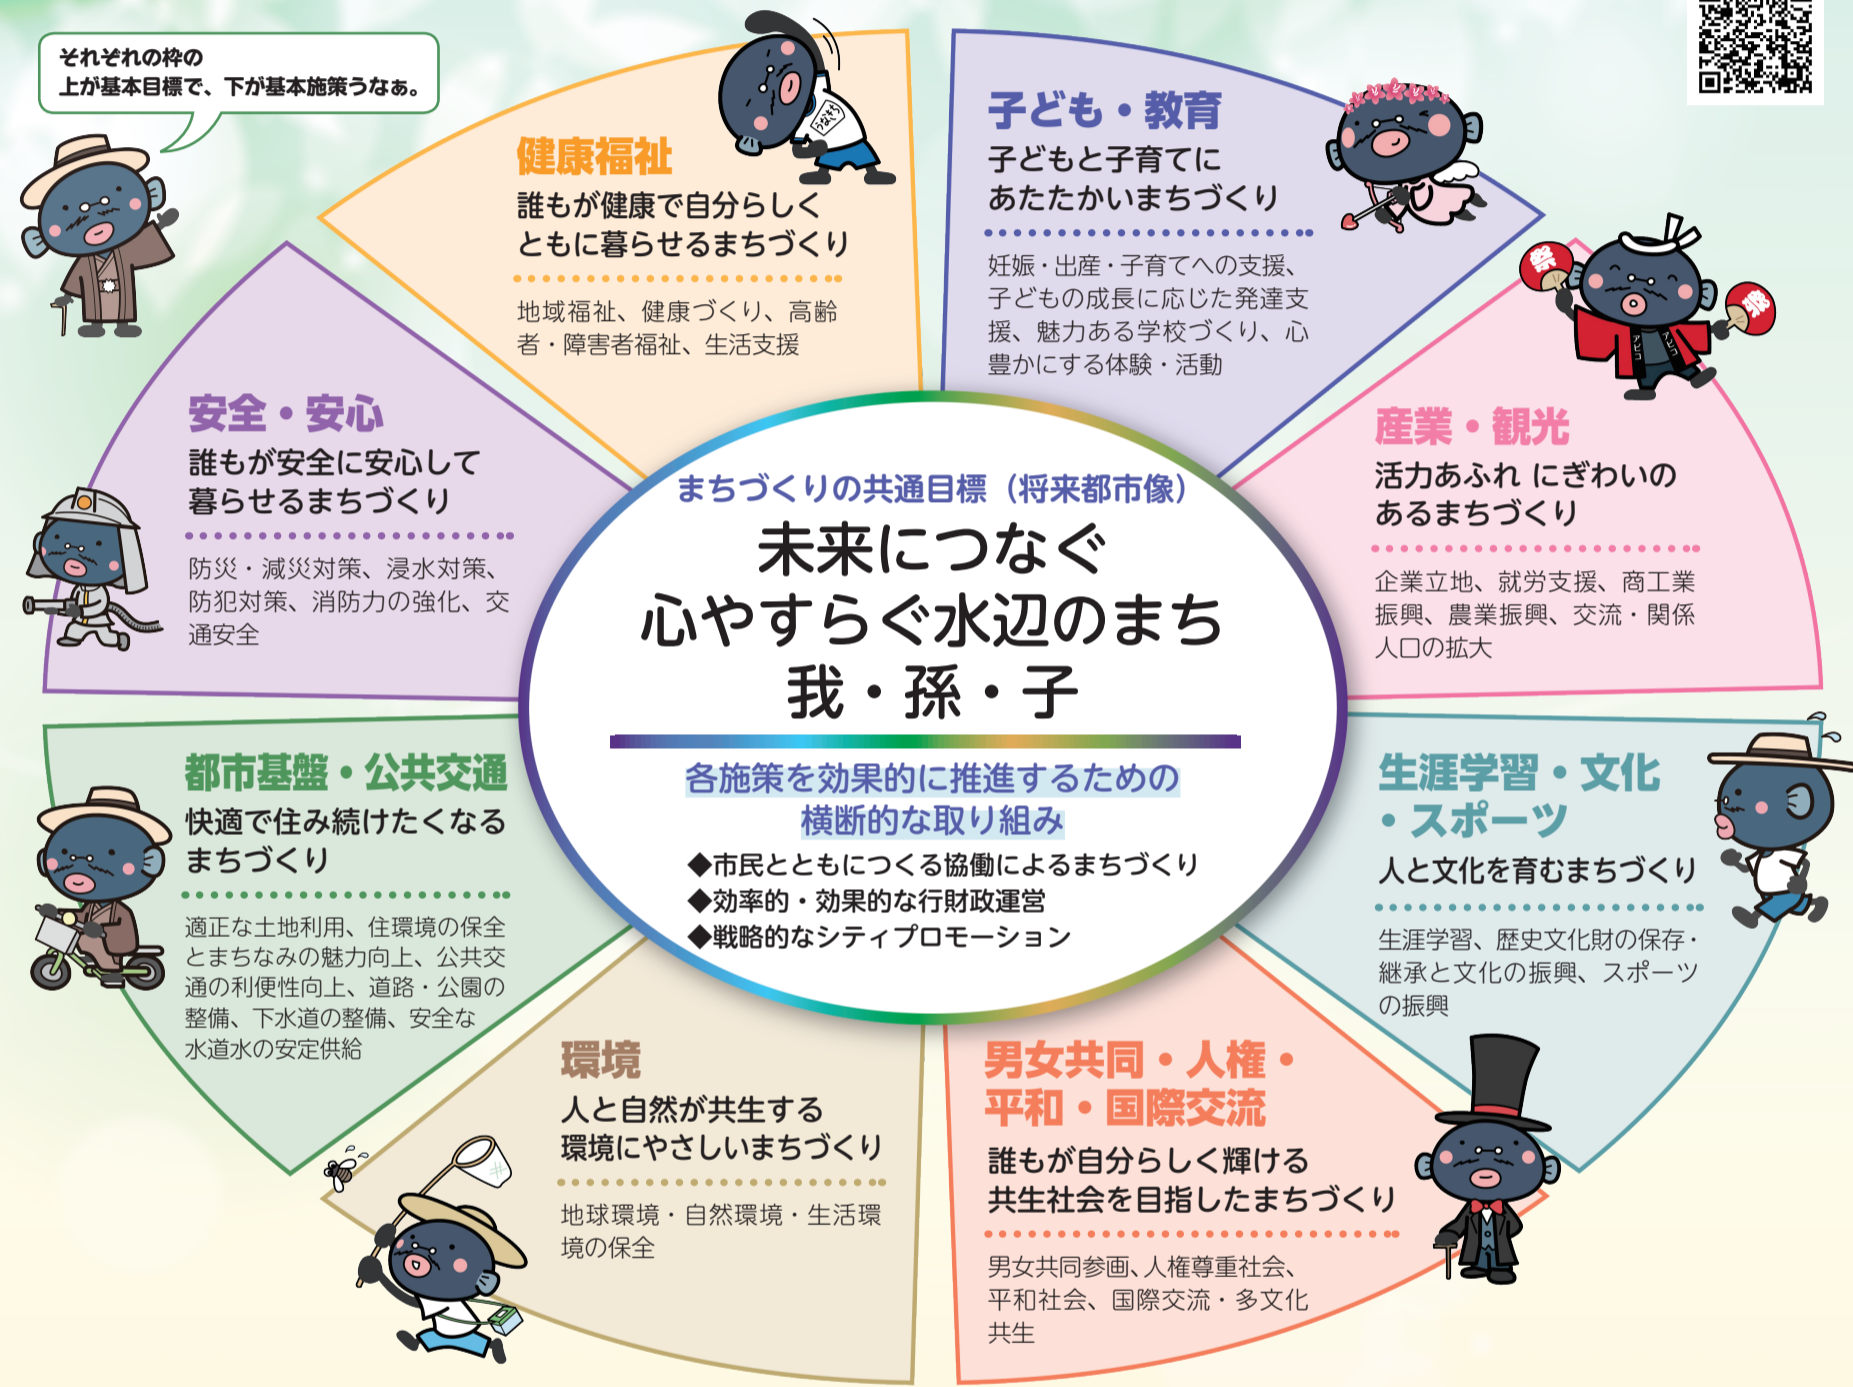 それぞれの枠の
上が基本目標で、下が基本施策うなぁ。
健康福祉
誰もが健康で自分らしく
ともに暮らせるまちづくり
地域福祉、健康づくり、高齢
者・障害者福祉、生活支援
うなきち
子ども・教育
子どもと子育てに
あたたかいまちづくり
妊娠・出産・子育てへの支援、
子どもの成長に応じた発達支
援、魅力ある学校づくり、心
豊かにする体験・活動
祭
祭
アビコ
アビコ
産業・観光
活力あふれ にぎわいの
あるまちづくり
企業立地、就労支援、商工業
振興、農業振興、交流・関係
人口の拡大
安全・安心
誰もが安全に安心して
暮らせるまちづくり
防災・減災対策、浸水対策、
防犯対策、消防力の強化、交
通安全
まちづくりの共通目標（将来都市像）
未来につなぐ
心やすらぐ水辺のまち
我・孫・子
各施策を効果的に推進するための
横断的な取り組み
◆市民とともにつくる協働によるまちづくり
◆効率的・効果的な行財政運営
◆戦略的なシティプロモーション
都市基盤・公共交通
快適で住み続けたくなる
まちづくり
適正な土地利用、住環境の保全
とまちなみの魅力向上、公共交
通の利便性向上、道路・公園の
整備、下水道の整備、安全な
水道水の安定供給
生涯学習・文化
・スポーツ
人と文化を育むまちづくり
生涯学習、歴史文化財の保存・
継承と文化の振興、スポーツ
の振興
環境
人と自然が共生する
環境にやさしいまちづくり
地球環境・自然環境・生活環
境の保全
男女共同・人権・
平和・国際交流
誰もが自分らしく輝ける
共生社会を目指したまちづくり
男女共同参画、人権尊重社会、
平和社会、国際交流・多文化
共生